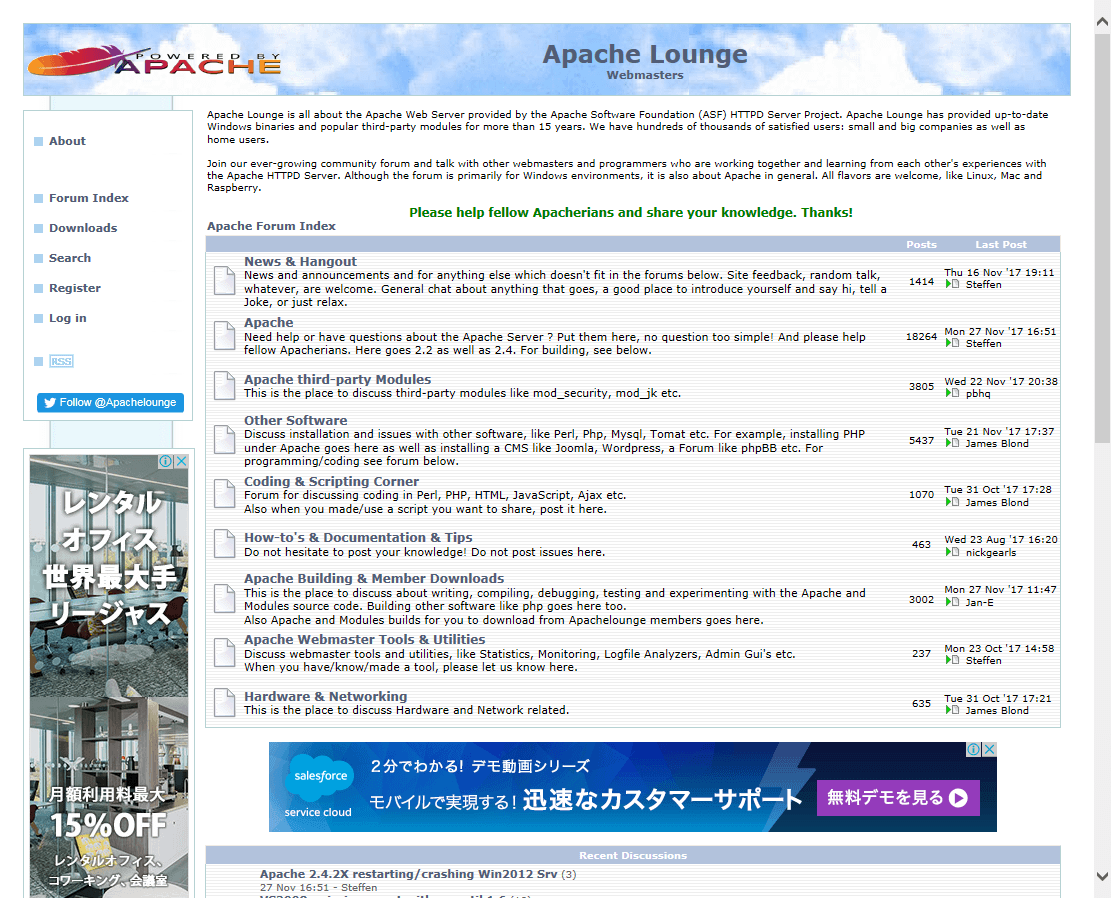 POWERED BY
APACHE
Apache Lounge
Webmasters
About
Forum Index
Downloads
Search
Register
Log in
RSS
Follow @Apachelounge
Apache Lounge is all about the Apache Web Server provided by the Apache Software Foundation (ASF) HTTPD Server Project. Apache Lounge has provided up-to-date
Windows binaries and popular third-party modules for more than 15 years. We have hundreds of thousands of satisfied users: small and big companies as well as
home users.
Join our ever-growing community forum and talk with other webmasters and programmers who are working together and learning from each other's experiences with
the Apache HTTPD Server. Although the forum is primarily for Windows environments, it is also about Apache in general. All flavors are welcome, like Linux, Mac and
Raspberry.
Please help fellow Apacherians and share your knowledge. Thanks!
Apache Forum Index
Posts Last Post
News & Hangout
News and announcements and for anything else which doesn't fit in the forums below. Site feedback, random talk,
whatever, are welcome. General chat about anything that goes, a good place to introduce yourself and say hi, tell a
Joke, or just relax.
1414
Thu 16 Nov '17 19:11
Steffen
Apache
Need help or have questions about the Apache Server ? Put them here, no question too simple! And please help
fellow Apacherians. Here goes 2.2 as well as 2.4. For building, see below.
18264
Mon 27 Nov '17 16:51
Steffen
Apache third-party Modules
This is the place to discuss third-party modules like mod_security, mod_jk etc.
3805
Wed 22 Nov '17 20:38
pbhq
Other Software
Discuss installation and issues with other software, like Perl, Php, Mysql, Tomat etc. For example, installing PHP
under Apache goes here as well as installing a CMS like Joomla, Wordpress, a Forum like phpBB etc. For
programming/coding see forum below.
5437
Tue 21 Nov '17 17:37
James Blond
Coding & Scripting Corner
Forum for discussing coding in Perl, PHP, HTML, JavaScript, Ajax etc.
Also when you made/use a script you want to share, post it here.
1070
Tue 31 Oct '17 17:28
James Blond
How-to's & Documentation & Tips
Do not hesitate to post your knowledge! Do not post issues here.
463
Wed 23 Aug '17 16:20
nickgearls
Apache Building & Member Downloads
This is the place to discuss about writing, compiling, debugging, testing and experimenting with the Apache and
Modules source code. Building other software like php goes here too.
Also Apache and Modules builds for you to download from Apachelounge members goes here.
3002
Mon 27 Nov '17 11:47
Jan-E
Apache Webmaster Tools & Utilities
Discuss webmaster tools and utilities, like Statistics, Monitoring, Logfile Analyzers, Admin Gui's etc.
When you have/know/made a tool, please let us know here.
237
Mon 23 Oct '17 14:58
Steffen
Hardware & Networking
This is the place to discuss Hardware and Network related.
635
Tue 31 Oct '17 17:21
James Blond
レンタル
オフィス
世界最大手
リージャス
月額利用料最大
15%OFF
レンタルオフィス、
コワーキング、会議室
salesforce
service cloud
2分でわかる! デモ動画シリーズ
モバイルで実現する! 迅速なカスタマーサポート
無料デモを見る
Recent Discussions
Apache 2.4.2X restarting/crashing Win2012 Srv (3)
27 Nov 16:51 - Steffen